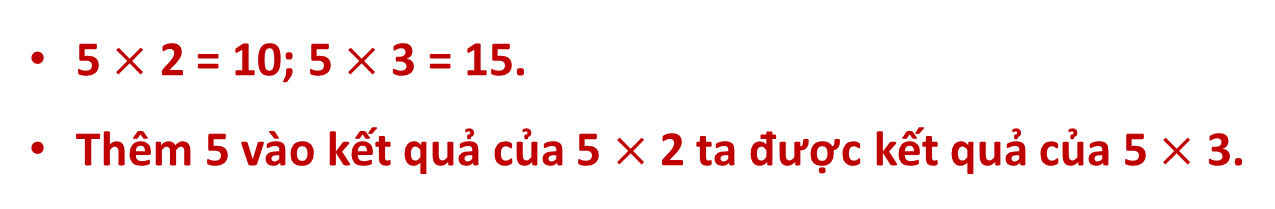 • 5 × 2 = 10; 5 × 3 = 15.
• Thêm 5 vào kết quả của 5 × 2 ta được kết quả của 5 × 3.